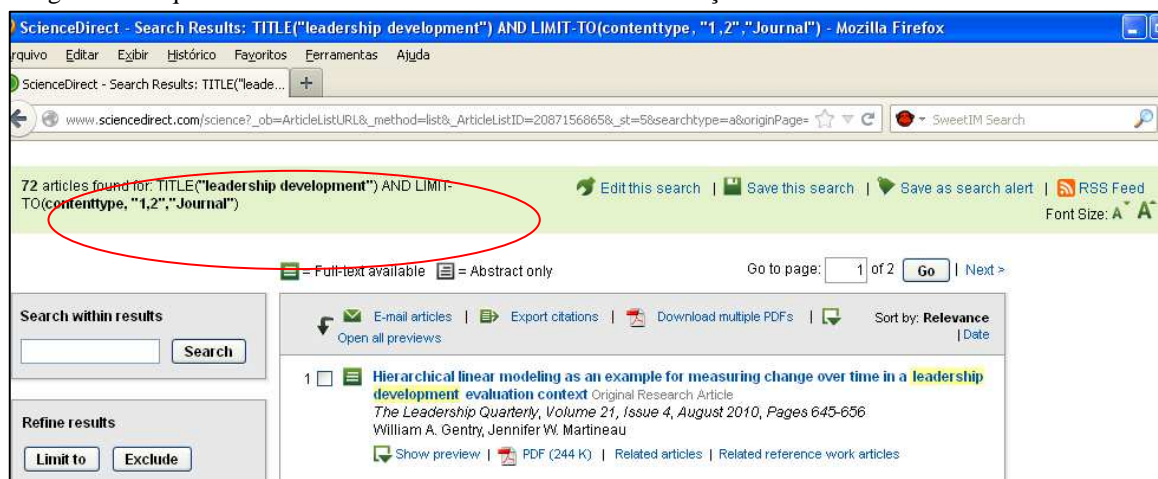 ScienceDirect - Search Results: TITLE("leadership development") AND LIMIT-TO(contenttype, "1,2","Journal") - Mozilla Firefox
Editar Exibir Histórico Favoritos Ferramentas Ajuda
ScienceDirect - Search Results: TITLE("leade... +
www.sciencedirect.com/science?_ob=ArticleListURL&_method=list&_ArticleListID=2087156865&_st=5&searchtype=a&originPage= SweetIM Search
72 articles found for: TITLE("leadership development") AND LIMIT-
TO(contenttype, "1,2","Journal")
Edit this search | Save this search | Save as search alert | RSS Feed
Font Size: A A
= Full-text available = Abstract only Go to page: 1 of 2 Go | Next >
Search within results
Search
E-mail articles | Export citations | Download multiple PDFs |
Open all previews
Sort by: Relevance
| Date
1 Hierarchical linear modeling as an example for measuring change over time in a leadership
development evaluation context Original Research Article
The Leadership Quarterly, Volume 21, Issue 4, August 2010, Pages 645-656
William A. Gentry, Jennifer W. Martineau
Show preview | PDF (244 K) | Related articles | Related reference work articles
Refine results
Limit to Exclude